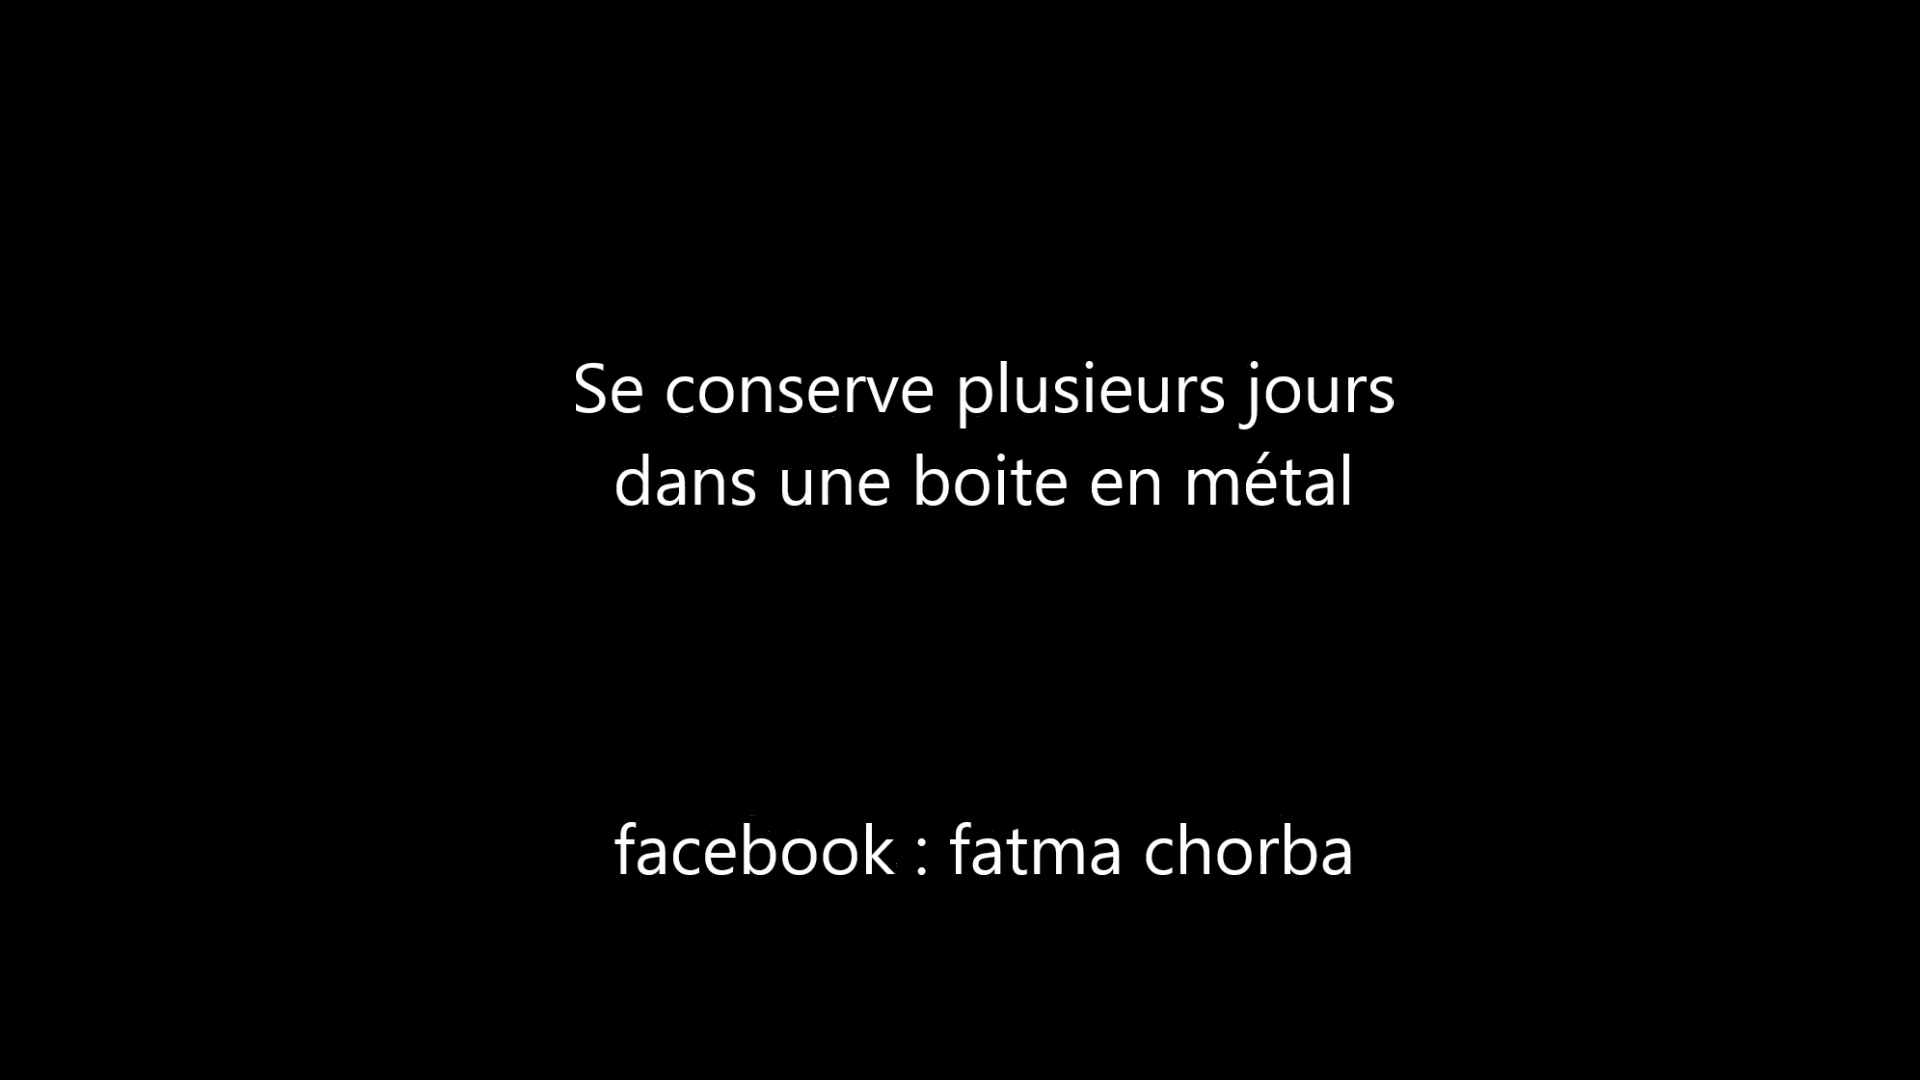 Se conserve plusieurs jours
dans une boite en métal
facebook : fatma chorba